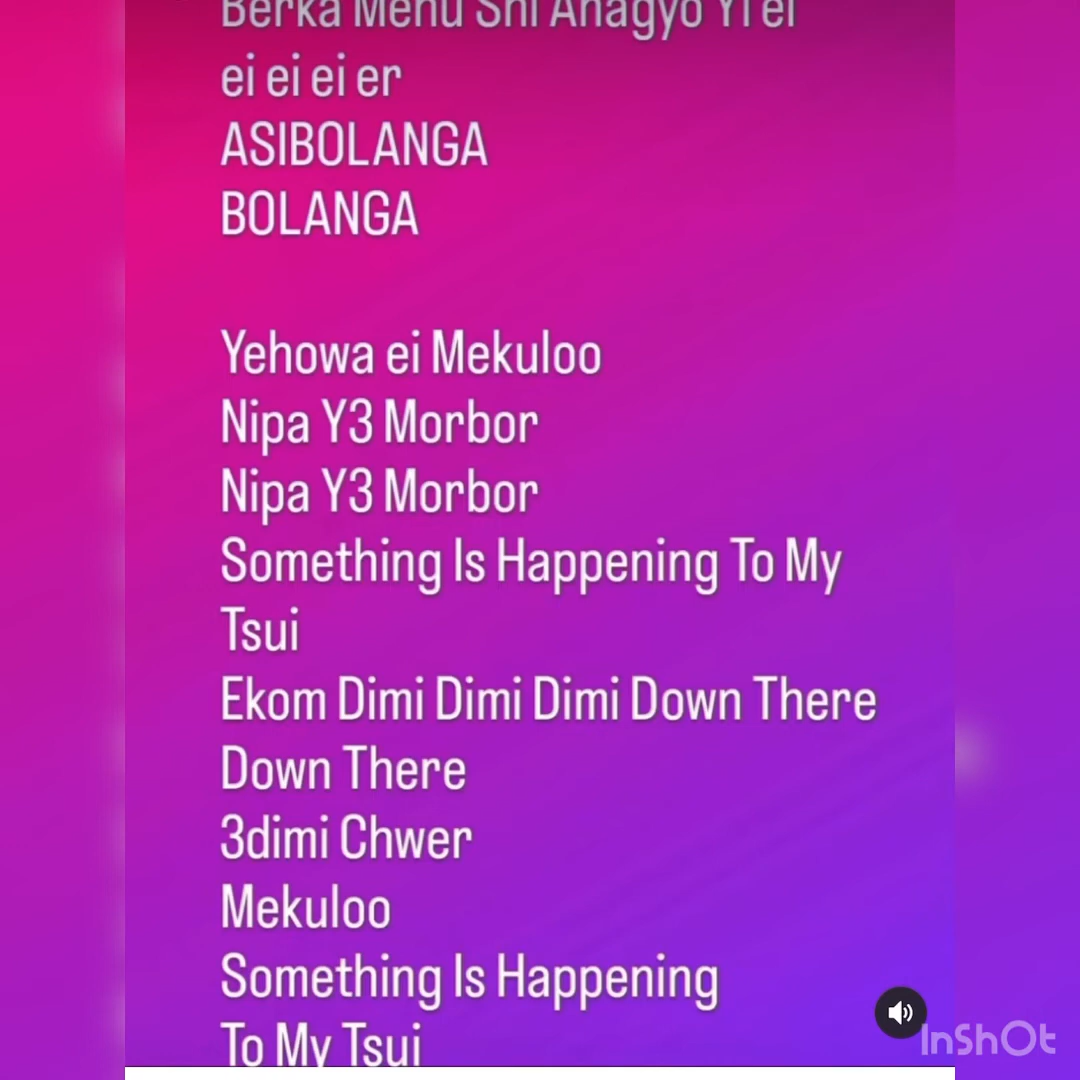 Berka Menu Shi Anagyo Yi ei
ei ei ei er
ASIBOLANGA
BOLANGA
Yehowa ei Mekuloo
Nipa Y3 Morbor
Nipa Y3 Morbor
Something Is Happening To My
Tsui
Ekom Dimi Dimi Dimi Down There
Down There
3dimi Chwer
Mekuloo
Something Is Happening
To My Tsui
InShOt